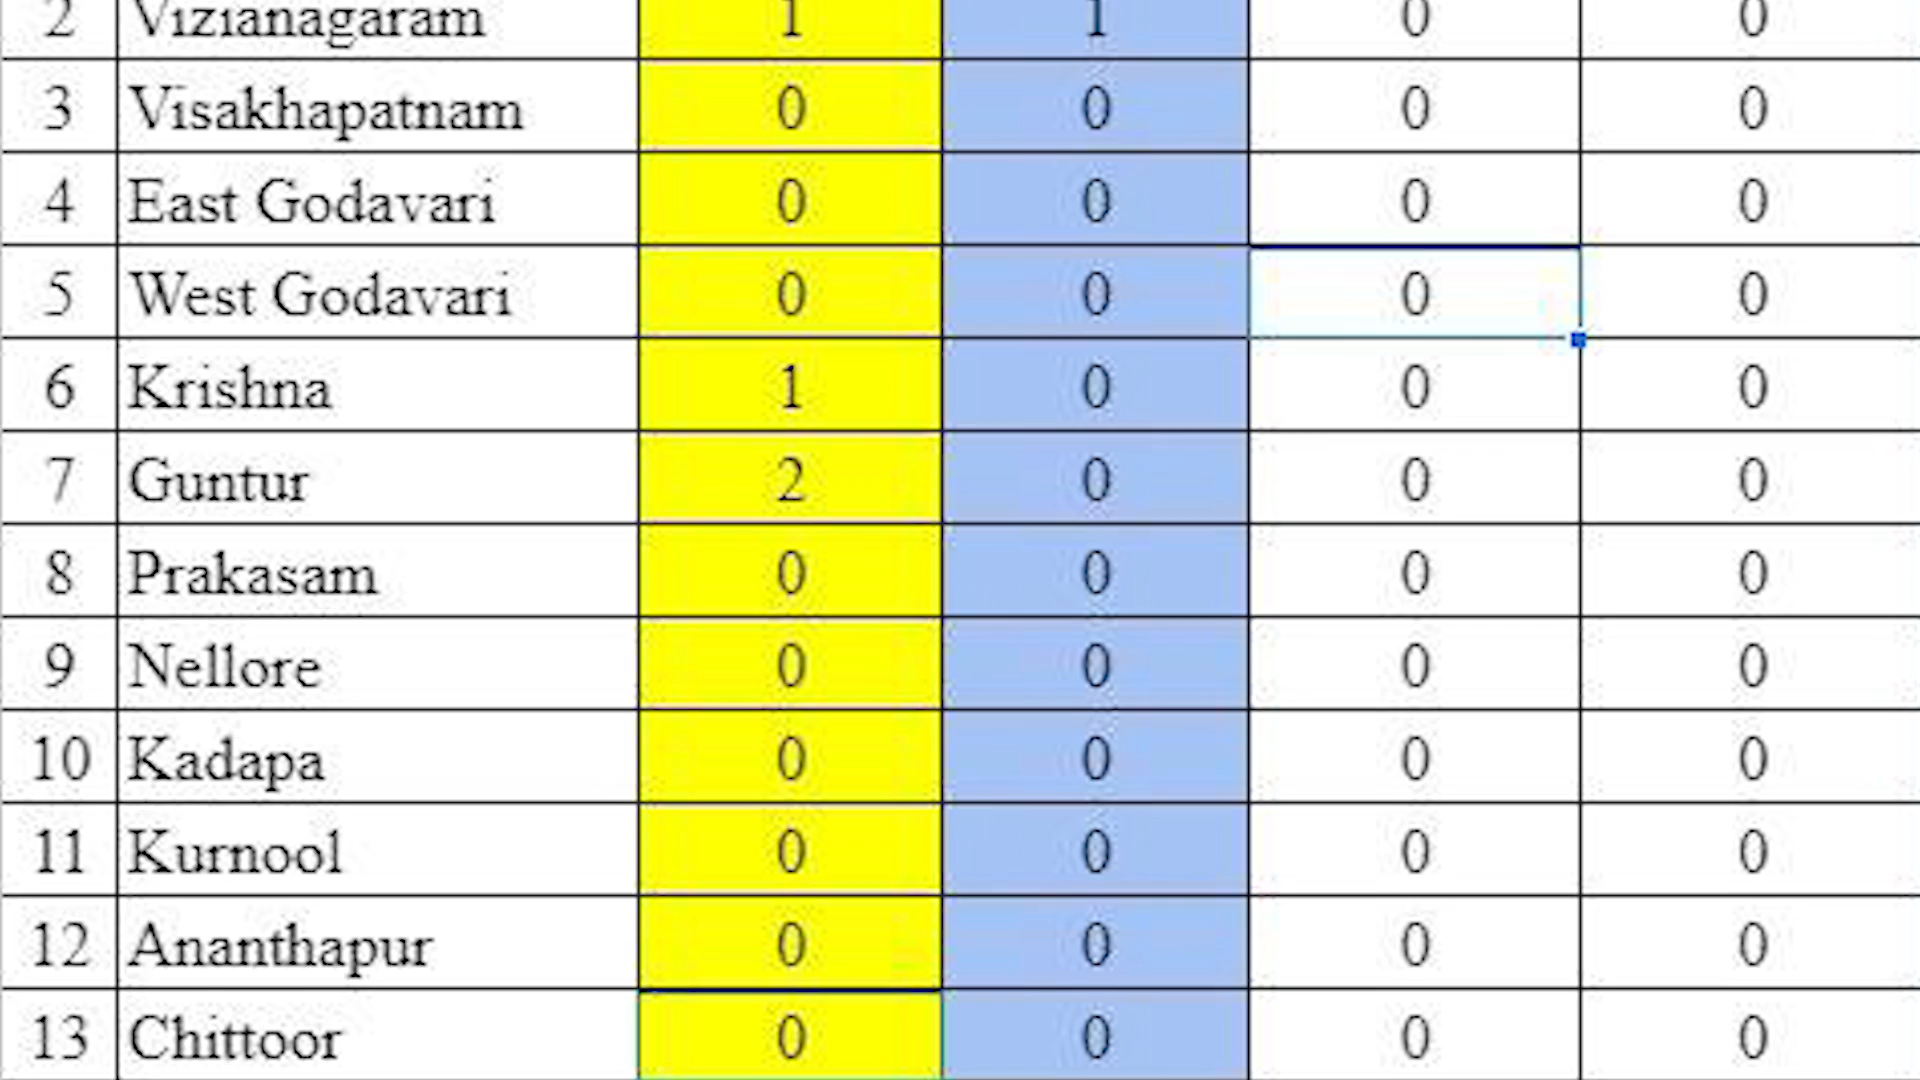 2 Vizianagaram 1 1 0 0
3 Visakhapatnam 0 0 0 0
4 East Godavari 0 0 0 0
5 West Godavari 0 0 0 0
6 Krishna 1 0 0 0
7 Guntur 2 0 0 0
8 Prakasam 0 0 0 0
9 Nellore 0 0 0 0
10 Kadapa 0 0 0 0
11 Kurnool 0 0 0 0
12 Ananthapur 0 0 0 0
13 Chittoor 0 0 0 0